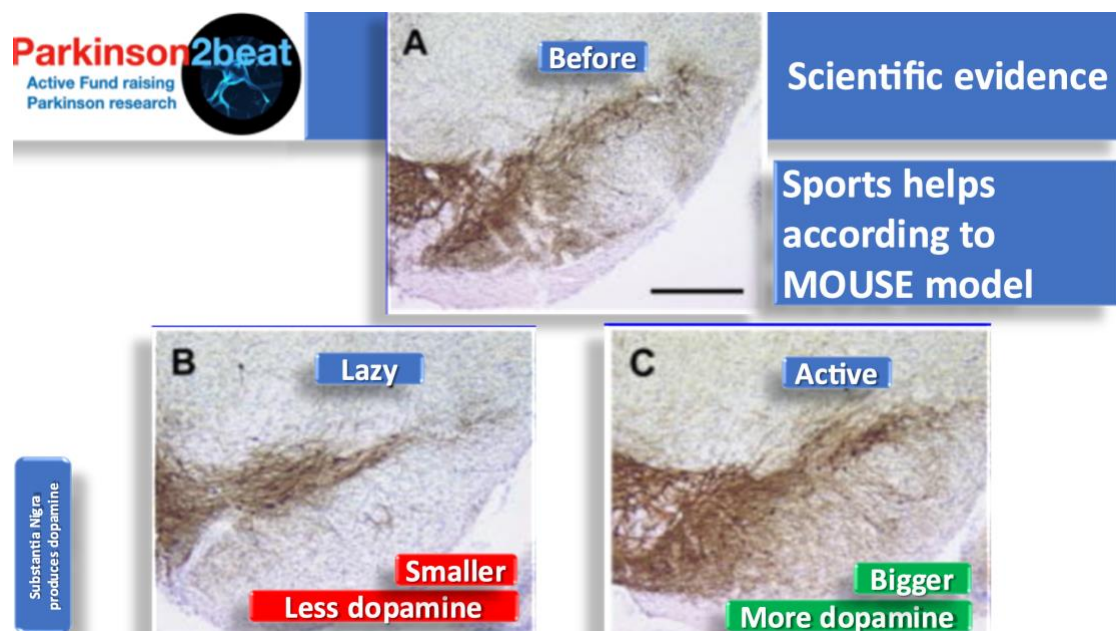 Parkinson2beat
Active Fund raising
Parkinson research
A
Before
Scientific evidence
Sports helps
according to
MOUSE model
B
Lazy
C
Active
Substantia Nigra
produces dopamine
Smaller
Less dopamine
Bigger
More dopamine